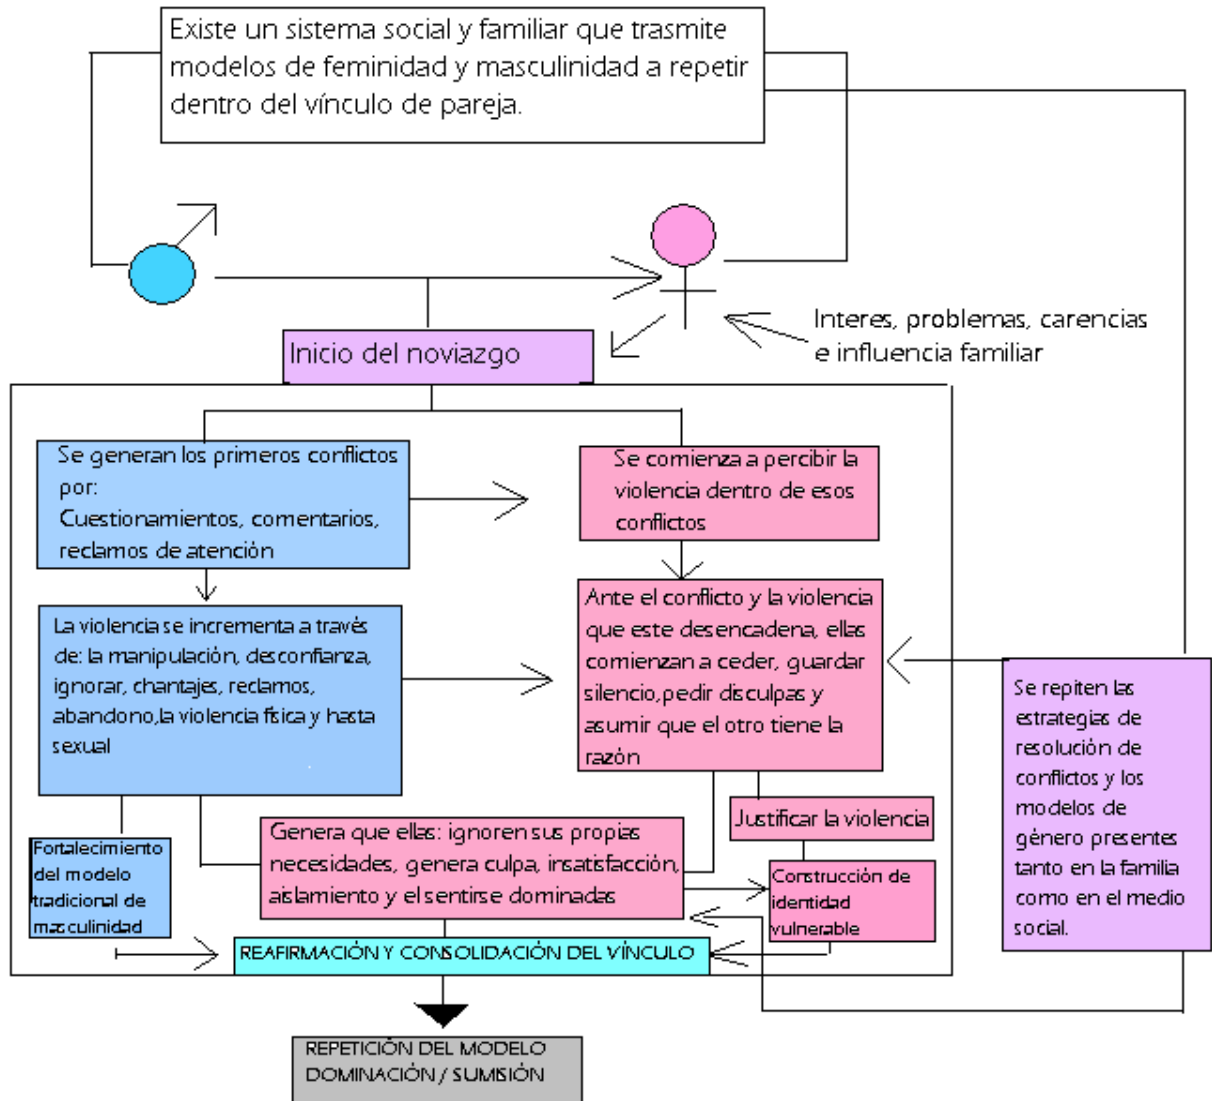 Existe un sistema social y familiar que trasmite
modelos de feminidad y masculinidad a repetir
dentro del vínculo de pareja.
Interes, problemas, carencias
e influencia familiar
Inicio del noviazgo
Se generan los primeros conflictos
por:
Cuestionamientos, comentarios,
reclamos de atención
Se comienza a percibir la
violencia dentro de esos
conflictos
La violencia se incrementa a través
de: la manipulación, desconfianza,
ignorar, chantajes, reclamos,
abandono,la violencia física y hasta
sexual
Ante el conflicto y la violencia
que este desencadena, ellas
comienzan a ceder, guardar
silencio,pedir disculpas y
asumir que el otro tiene la
razón
Se repiten las
estrategias de
resolución de
conflictos y los
modelos de
género presentes
tanto en la familia
como en el medio
social.
Justificar la violencia
Genera que ellas: ignoren sus propias
necesidades, genera culpa, insatisfacción,
aislamiento y el sentirse dominadas
Fortalecimiento
del modelo
tradicional de
masculinidad
Construcción de
identidad
vulnerable
REAFIRMACIÓN Y CONSOLIDACIÓN DEL VÍNCULO
REPETICIÓN DEL MODELO
DOMINACIÓN / SUMISIÓN